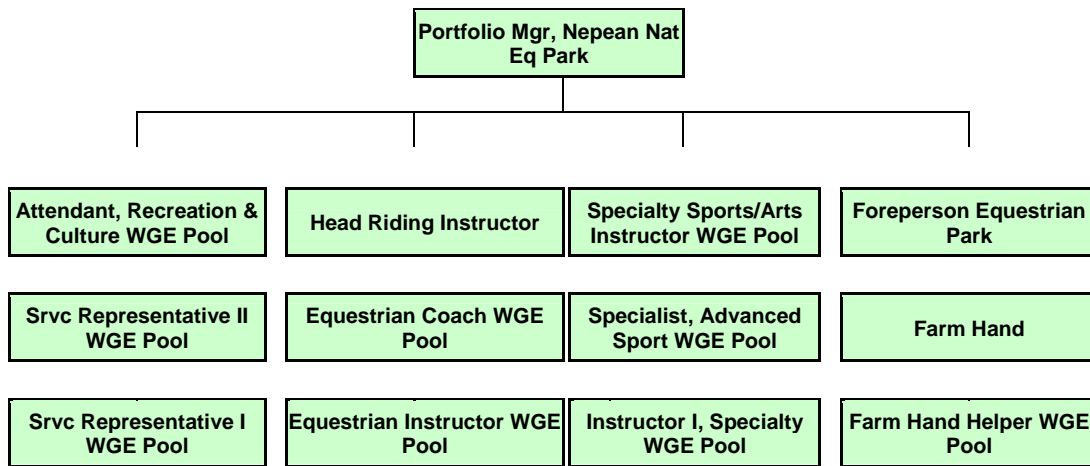 Portfolio Mgr, Nepean Nat
Eq Park
Attendant, Recreation &
Culture WGE Pool
Head Riding Instructor
Specialty Sports/Arts
Instructor WGE Pool
Foreperson Equestrian
Park
Srvc Representative II
WGE Pool
Equestrian Coach WGE
Pool
Specialist, Advanced
Sport WGE Pool
Farm Hand
Srvc Representative I
WGE Pool
Equestrian Instructor WGE
Pool
Instructor I, Specialty
WGE Pool
Farm Hand Helper WGE
Pool